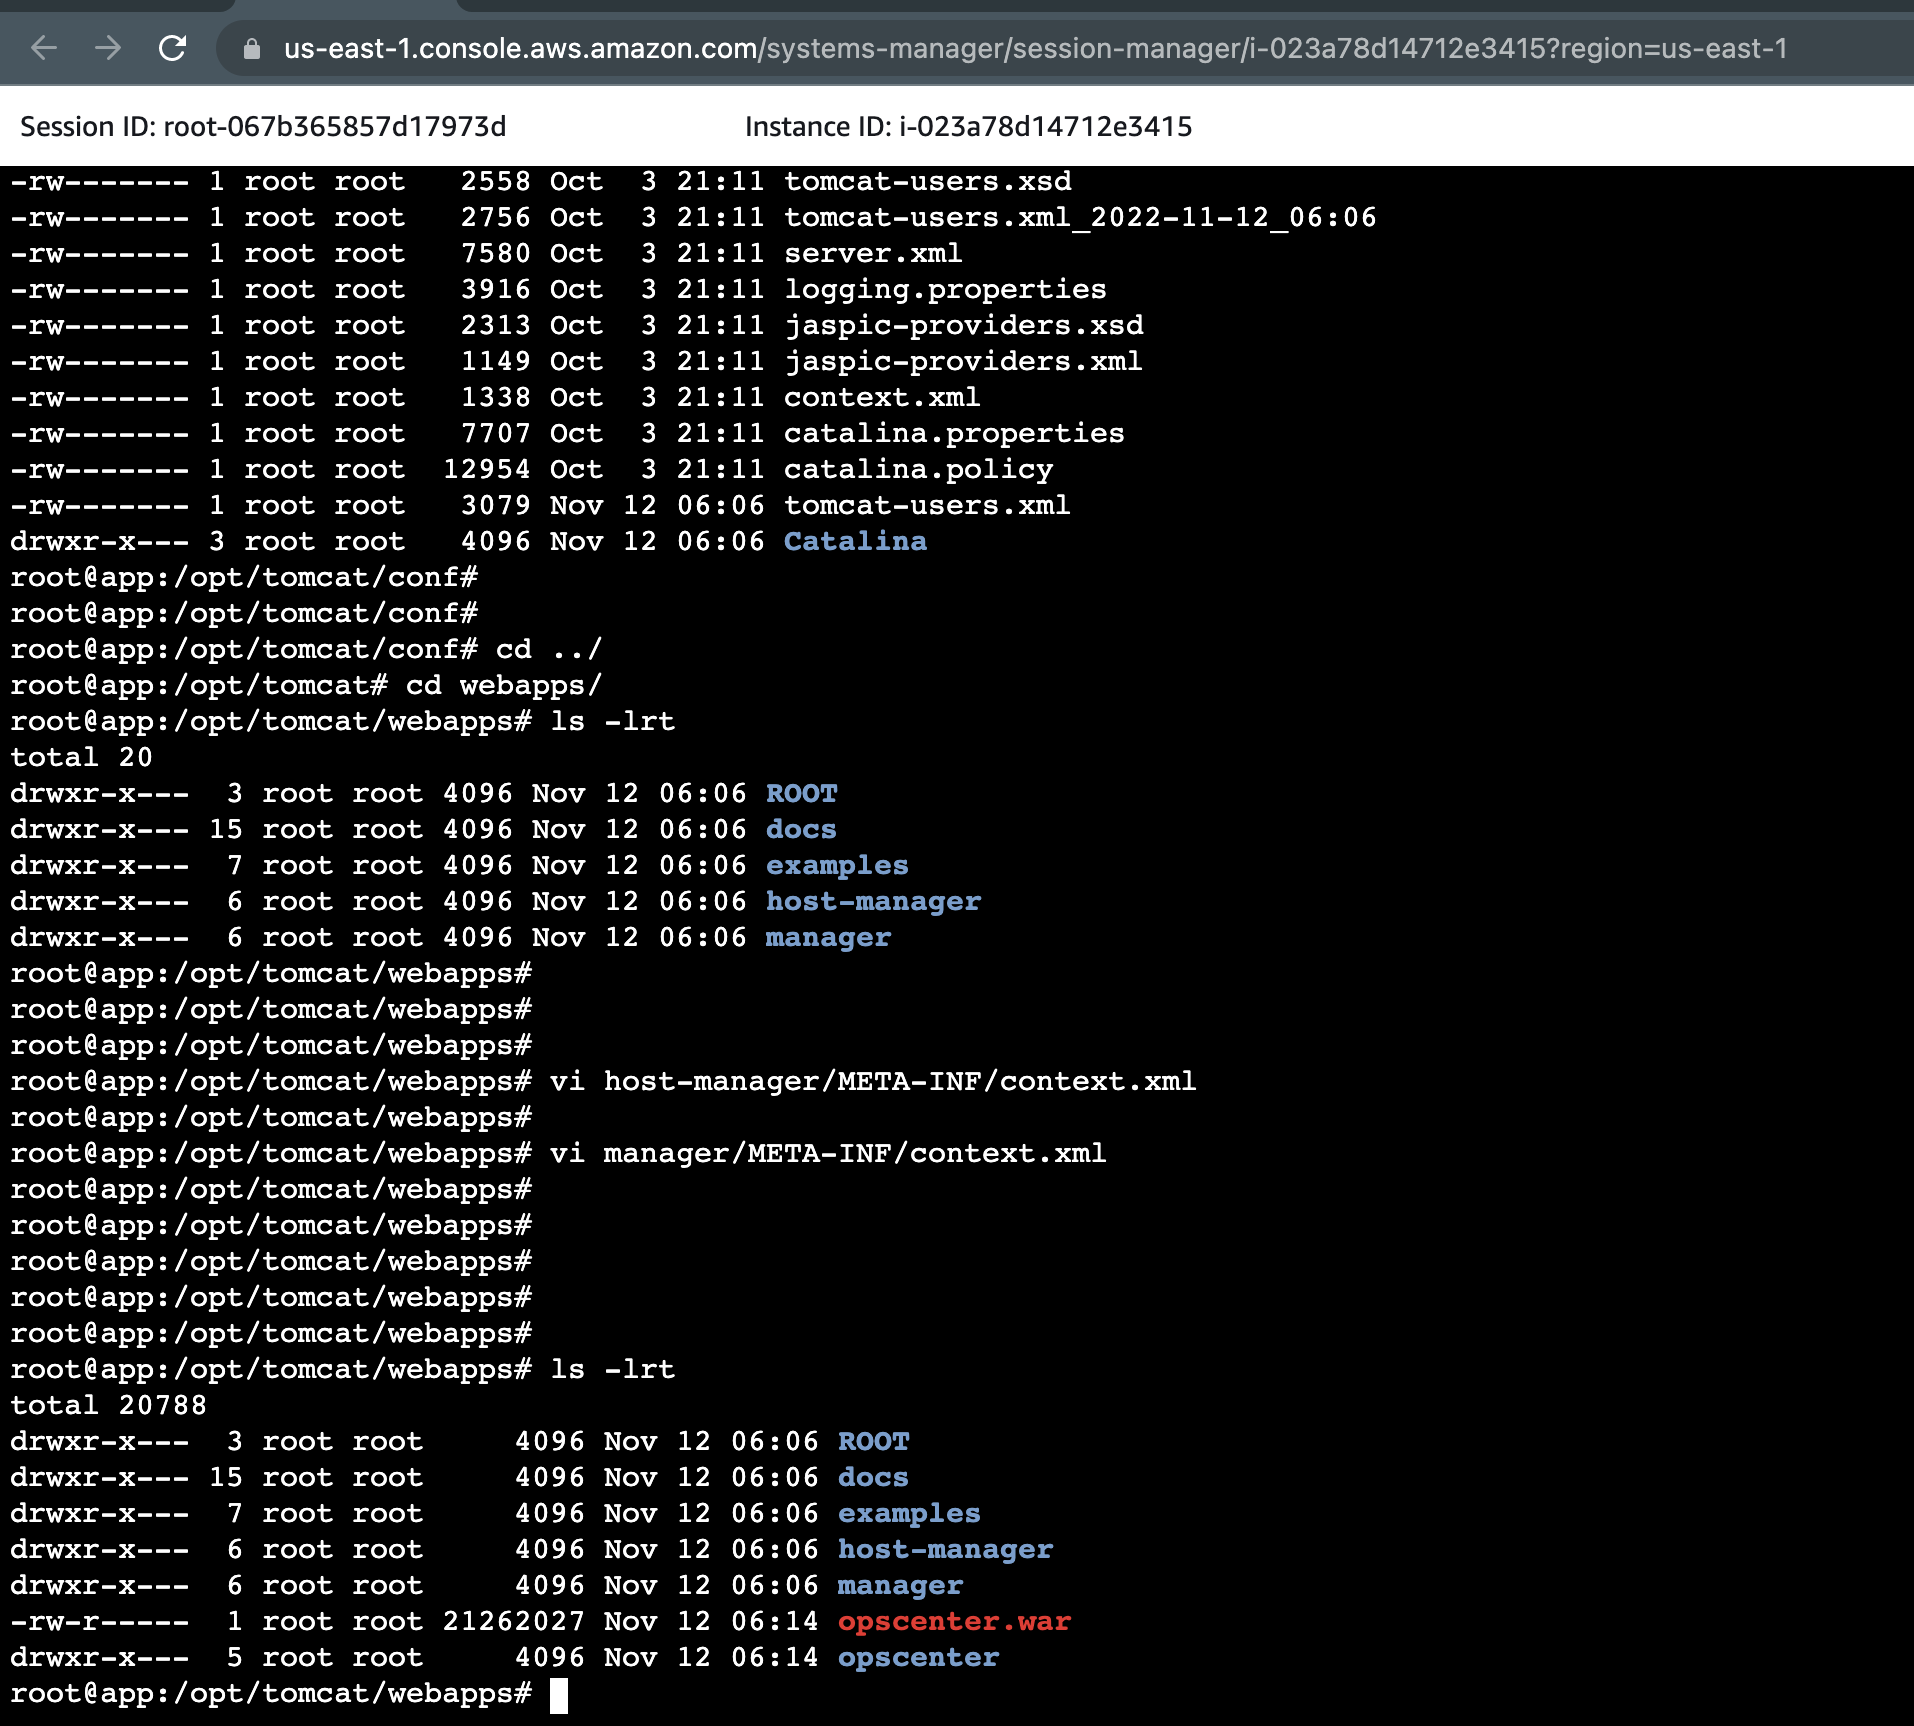 us-east-1.console.aws.amazon.com/systems-manager/session-manager/i-023a78d14712e3415?region=us-east-1
Session ID: root-067b365857d17973d Instance ID: i-023a78d14712e3415
-rw------- 1 root root 2558 Oct 3 21:11 tomcat-users.xsd
-rw------- 1 root root 2756 Oct 3 21:11 tomcat-users.xml_2022-11-12_06:06
-rw------- 1 root root 7580 Oct 3 21:11 server.xml
-rw------- 1 root root 3916 Oct 3 21:11 logging.properties
-rw------- 1 root root 2313 Oct 3 21:11 jaspic-providers.xsd
-rw------- 1 root root 1149 Oct 3 21:11 jaspic-providers.xml
-rw------- 1 root root 1338 Oct 3 21:11 context.xml
-rw------- 1 root root 7707 Oct 3 21:11 catalina.properties
-rw------- 1 root root 12954 Oct 3 21:11 catalina.policy
-rw------- 1 root root 3079 Nov 12 06:06 tomcat-users.xml
drwxr-x--- 3 root root 4096 Nov 12 06:06 Catalina
root@app:/opt/tomcat/conf#
root@app:/opt/tomcat/conf#
root@app:/opt/tomcat/conf# cd ../
root@app:/opt/tomcat# cd webapps/
root@app:/opt/tomcat/webapps# ls -lrt
total 20
drwxr-x--- 3 root root 4096 Nov 12 06:06 ROOT
drwxr-x--- 15 root root 4096 Nov 12 06:06 docs
drwxr-x--- 7 root root 4096 Nov 12 06:06 examples
drwxr-x--- 6 root root 4096 Nov 12 06:06 host-manager
drwxr-x--- 6 root root 4096 Nov 12 06:06 manager
root@app:/opt/tomcat/webapps#
root@app:/opt/tomcat/webapps#
root@app:/opt/tomcat/webapps#
root@app:/opt/tomcat/webapps# vi host-manager/META-INF/context.xml
root@app:/opt/tomcat/webapps#
root@app:/opt/tomcat/webapps# vi manager/META-INF/context.xml
root@app:/opt/tomcat/webapps#
root@app:/opt/tomcat/webapps#
root@app:/opt/tomcat/webapps#
root@app:/opt/tomcat/webapps#
root@app:/opt/tomcat/webapps#
root@app:/opt/tomcat/webapps# ls -lrt
total 20788
drwxr-x--- 3 root root 4096 Nov 12 06:06 ROOT
drwxr-x--- 15 root root 4096 Nov 12 06:06 docs
drwxr-x--- 7 root root 4096 Nov 12 06:06 examples
drwxr-x--- 6 root root 4096 Nov 12 06:06 host-manager
drwxr-x--- 6 root root 4096 Nov 12 06:06 manager
-rw-r----- 1 root root 21262027 Nov 12 06:14 opscenter.war
drwxr-x--- 5 root root 4096 Nov 12 06:14 opscenter
root@app:/opt/tomcat/webapps#